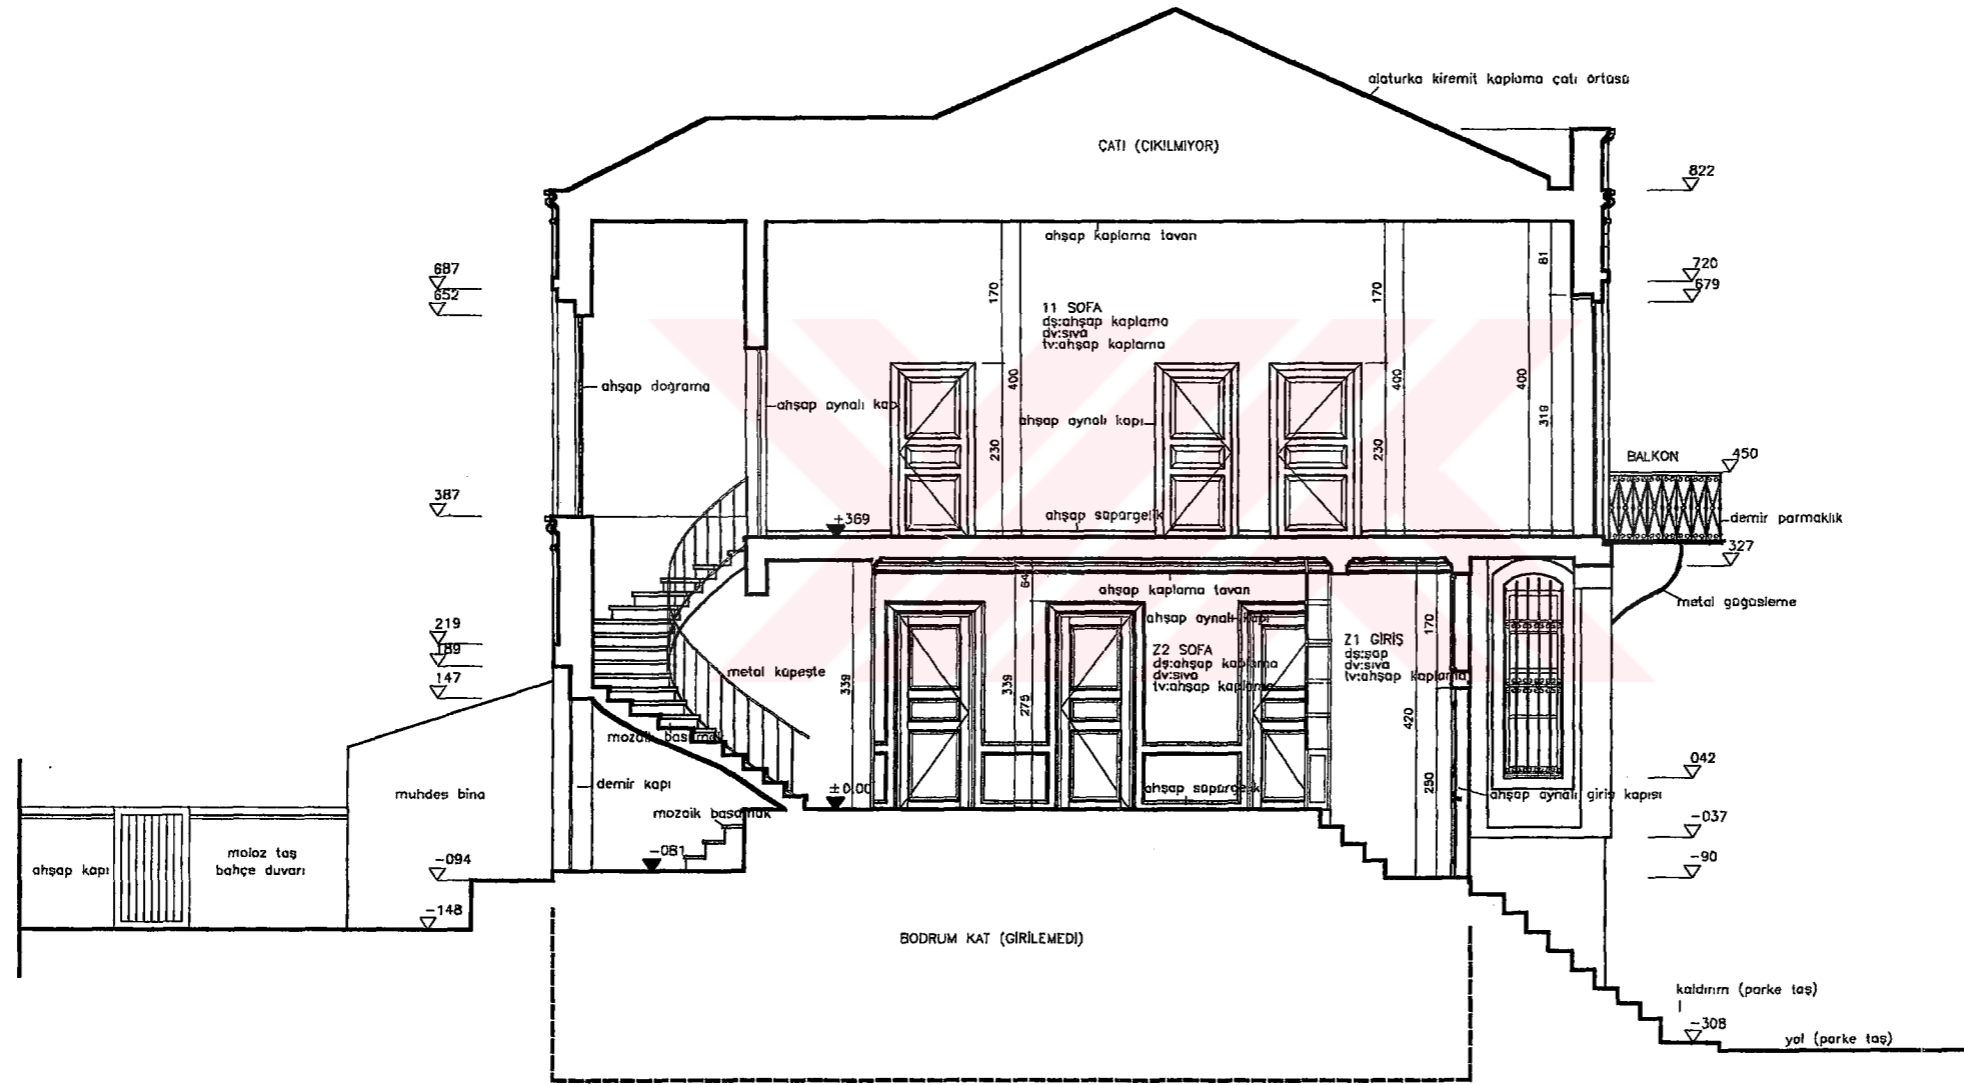 alaturka kiremit kaplama çatı örtüsü
ÇATI (ÇIKILMIYOR)
822
ahşap kaplama tavan
687
652
720
679
81
170
170
11 SOFA
dş:ahşap kaplama
dv:sıva
tv:ahşap kaplama
ahşap doğrama
400
400
400
ahşap aynalı kapı
ahşap aynalı kapı
319
230
230
BALKON
450
387
+369
ahşap süpürgelik
demir parmaklık
327
64
ahşap kaplama tavan
metal göğüsleme
ahşap aynalı kapı
219
189
147
170
Z2 SOFA
dş:ahşap kaplama
dv:sıva
tv:ahşap kaplama
Z1 GİRİŞ
dş:şap
dv:sıva
tv:ahşap kaplama
metal küpeşte
339
339
275
420
mozaik basamak
042
muhdes bina
demir kapı
±0.00
ahşap süpürgelik
290
ahşap aynalı giriş kapısı
mozaik basamak
-037
moloz taş
bahçe duvarı
ahşap kapı
-094
-081
-90
-148
BODRUM KAT (GİRİLEMEDİ)
kaldırım (parke taş)
-308
yol (parke taş)